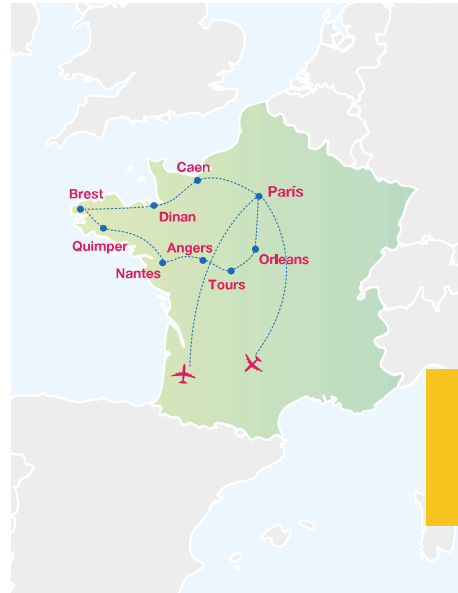 Caen
París
Brest
Dinan
Quimper
Angers
Orleans
Nantes
Tours